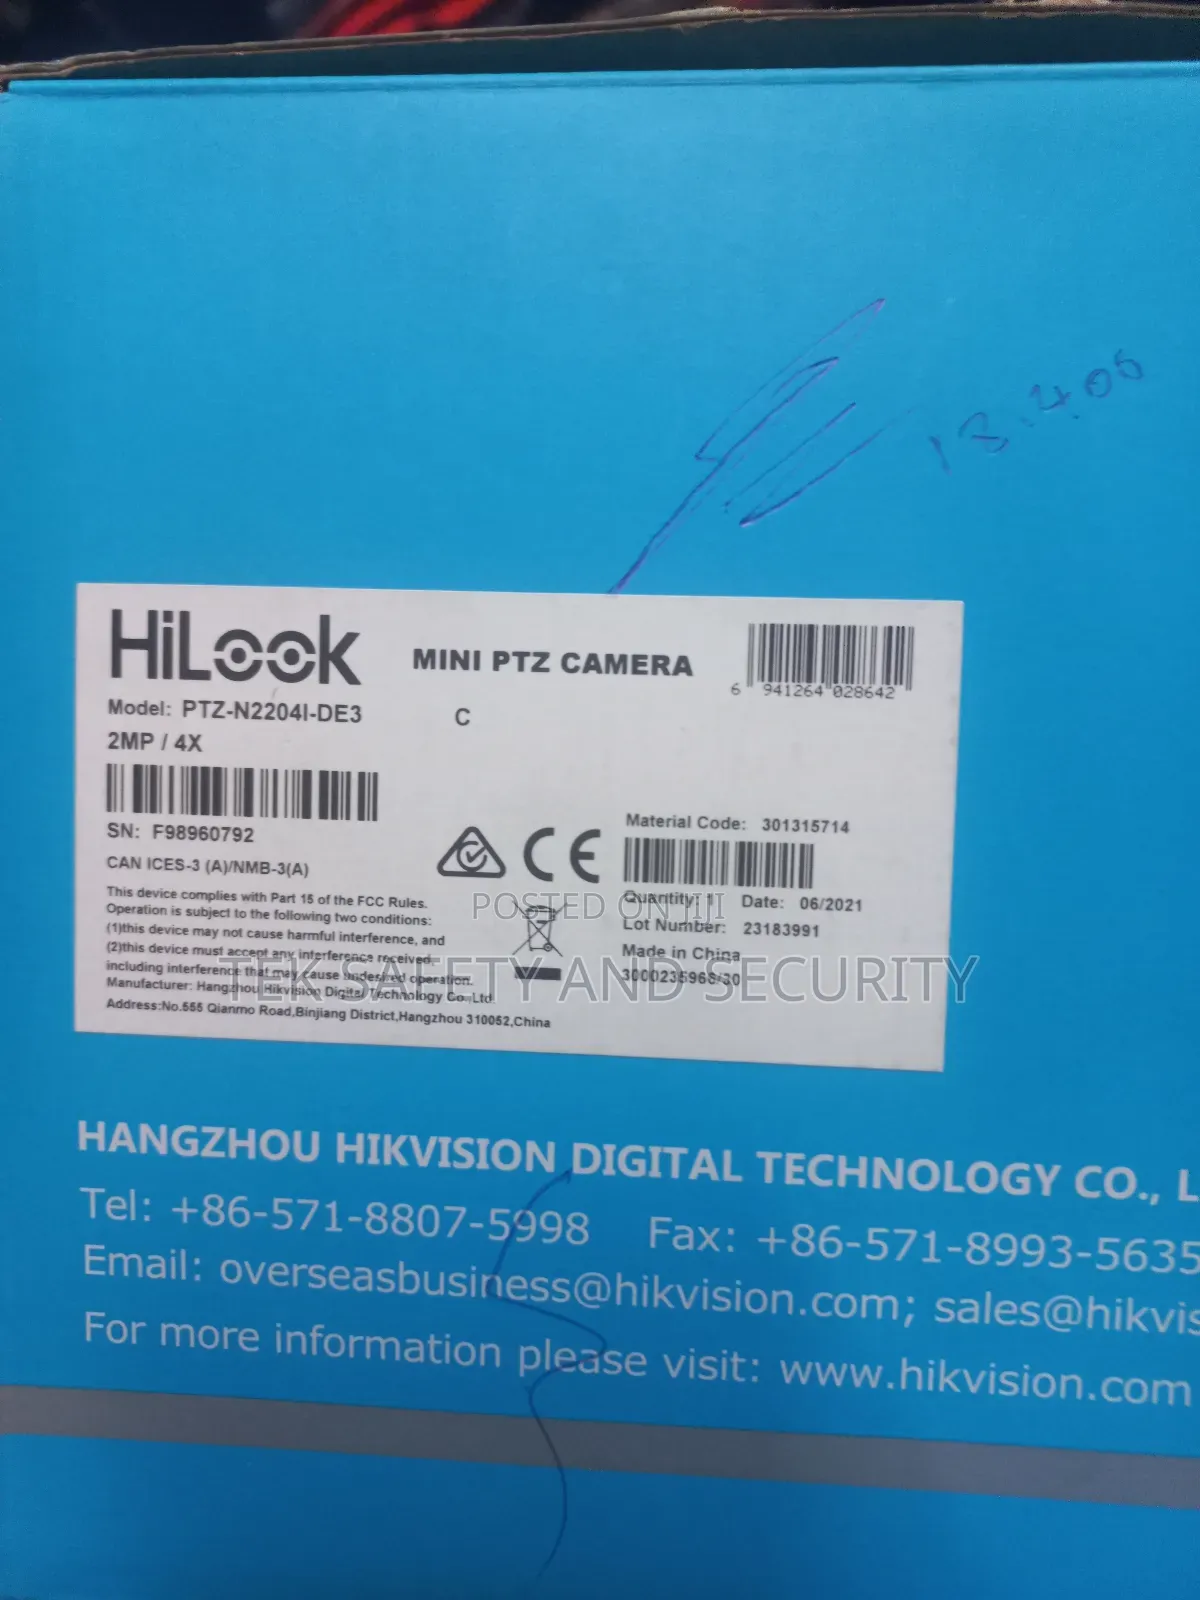 18.400
HiLook
MINI PTZ CAMERA
6 941264 028642
Model: PTZ-N2204I-DE3
C
2MP / 4X
SN: F98960792
CAN ICES-3 (A)/NMB-3(A)
This device complies with Part 15 of the FCC Rules.
Operation is subject to the following two conditions:
(1)this device may not cause harmful interference, and
(2)this device must accept any interference received,
including interference that may cause undesired operation.
Manufacturer: Hangzhou Hikvision Digital Technology Co.,Ltd.
Address:No.555 Qianmo Road,Binjiang District,Hangzhou 310052,China
CE
Material Code: 301315714
Quantity: 1 Date: 06/2021
Lot Number: 23183991
Made in China
POSTED ON JIJI
TEK SAFETY AND SECURITY
HANGZHOU HIKVISION DIGITAL TECHNOLOGY CO., L
Tel: +86-571-8807-5998 Fax: +86-571-8993-5635
Email: overseasbusiness@hikvision.com; sales@hikvis
For more information please visit: www.hikvision.com